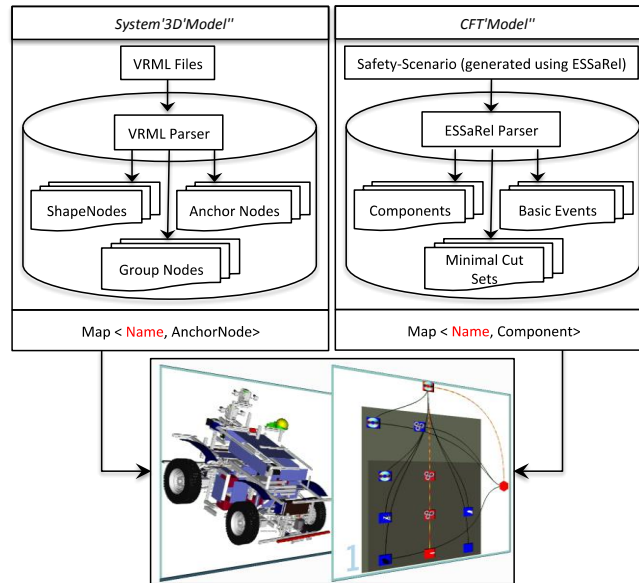 System'3D'Model''
VRML Files
VRML Parser
ShapeNodes
Anchor Nodes
Group Nodes
Map < Name, AnchorNode>
CFT'Model''
Safety-Scenario (generated using ESSaRel)
ESSaRel Parser
Components
Basic Events
Minimal Cut
Sets
Map < Name, Component>
1